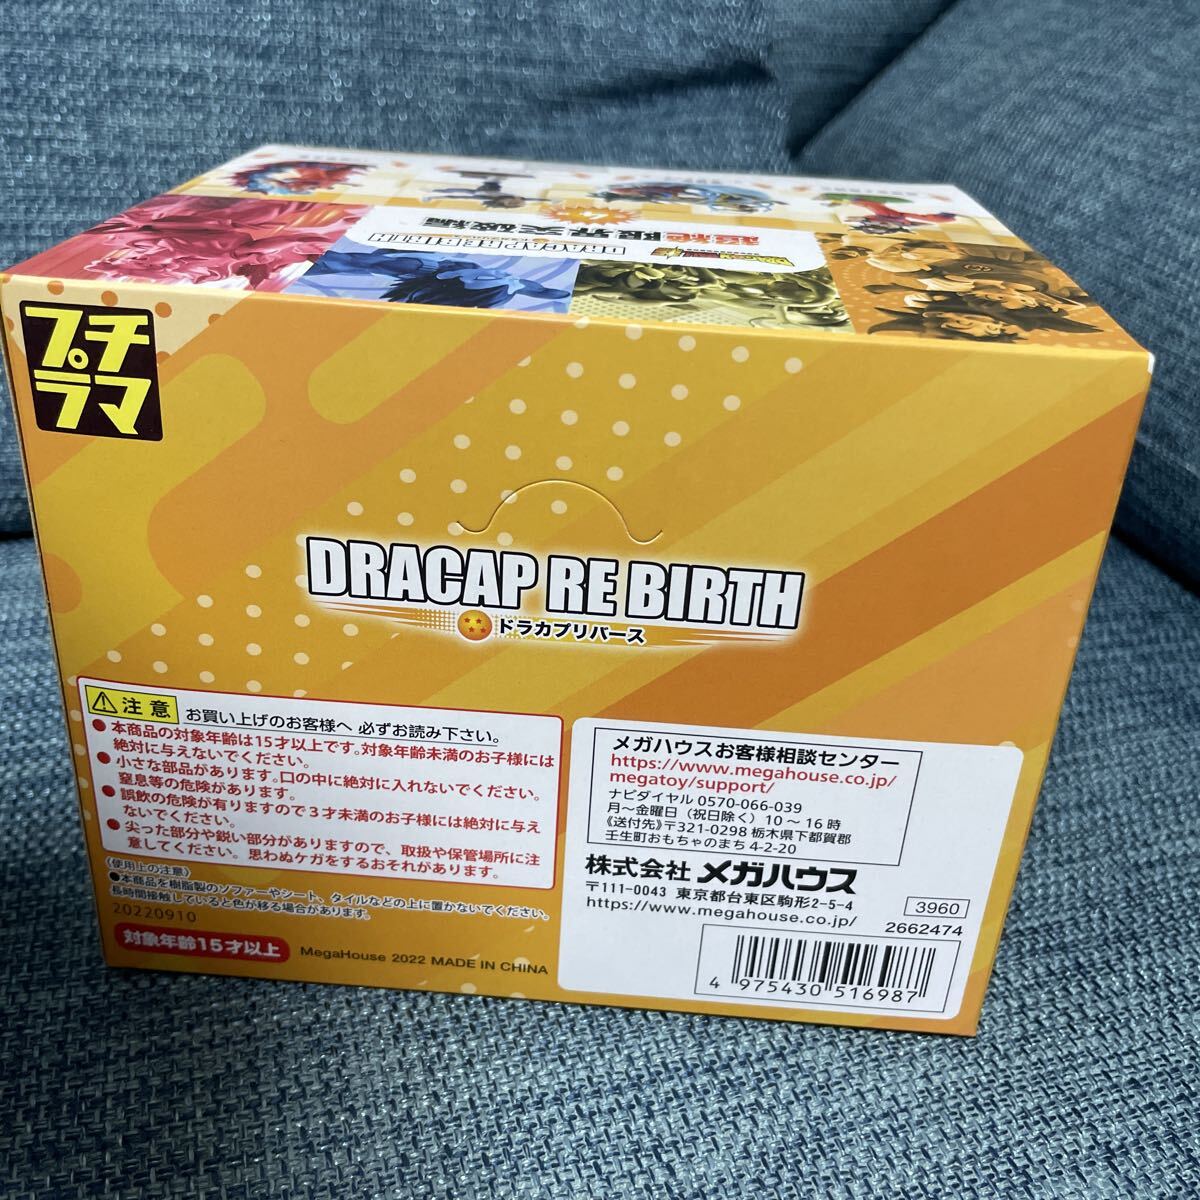 超絶限界突破編
DRACAP RE BIRTH
プチ
ラマ
DRACAP RE BIRTH
ドラカプリバース
注意 お買い上げのお客様へ 必ずお読み下さい。
●本商品の対象年齢は15才以上です。対象年齢未満のお子様には
絶対に与えないでください。
●小さな部品があります。口の中に絶対に入れないでください。
窒息等の危険があります。
●誤飲の危険が有りますので3才未満のお子様には絶対に与え
ないでください。
●尖った部分や鋭い部分がありますので、取扱や保管場所に注
意してください。思わぬケガをするおそれがあります。
《使用上の注意》
●本商品を樹脂製のソファーやシート、タイルなどの上に置かないでください。
長時間接触していると色が移る場合があります。
20220910
対象年齢15才以上
MegaHouse 2022 MADE IN CHINA
メガハウスお客様相談センター
https://www.megahouse.co.jp/
megatoy/support/
ナビダイヤル 0570-066-039
月～金曜日（祝日除く）10～16時
《送付先》〒321-0298 栃木県下都賀郡
壬生町おもちゃのまち 4-2-20
株式会社 メガハウス
〒111-0043 東京都台東区駒形2-5-4
https://www.megahouse.co.jp/
3960
2662474
4 975430 516987